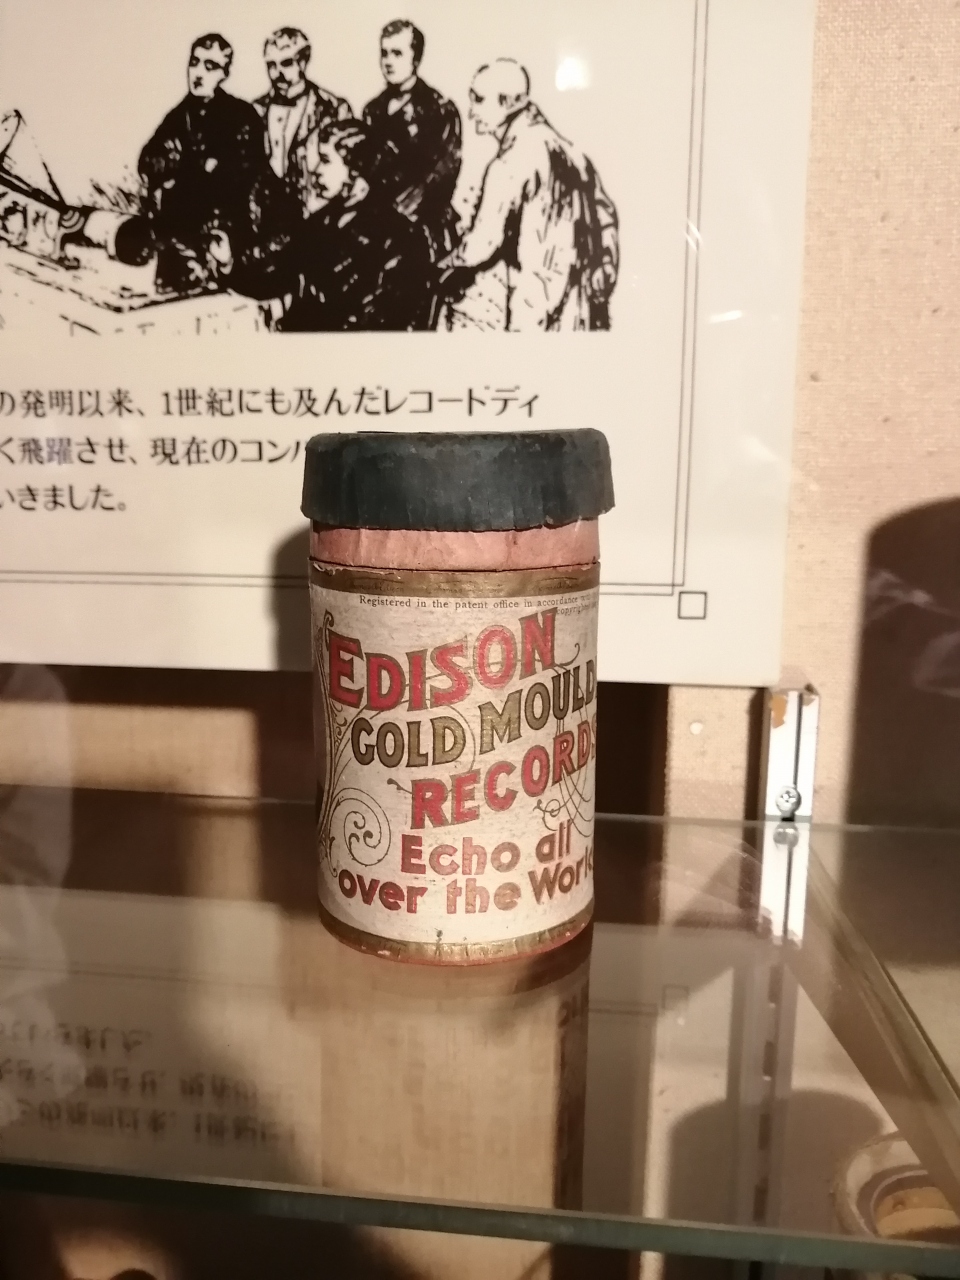 の発明以来、1世紀にも及んだレコードディ
く飛躍させ、現在のコンパ
いきました。
Registered in the patent office in accordance
copyright
EDISON
GOLD MOULD
RECORDS
Echo all
over the World